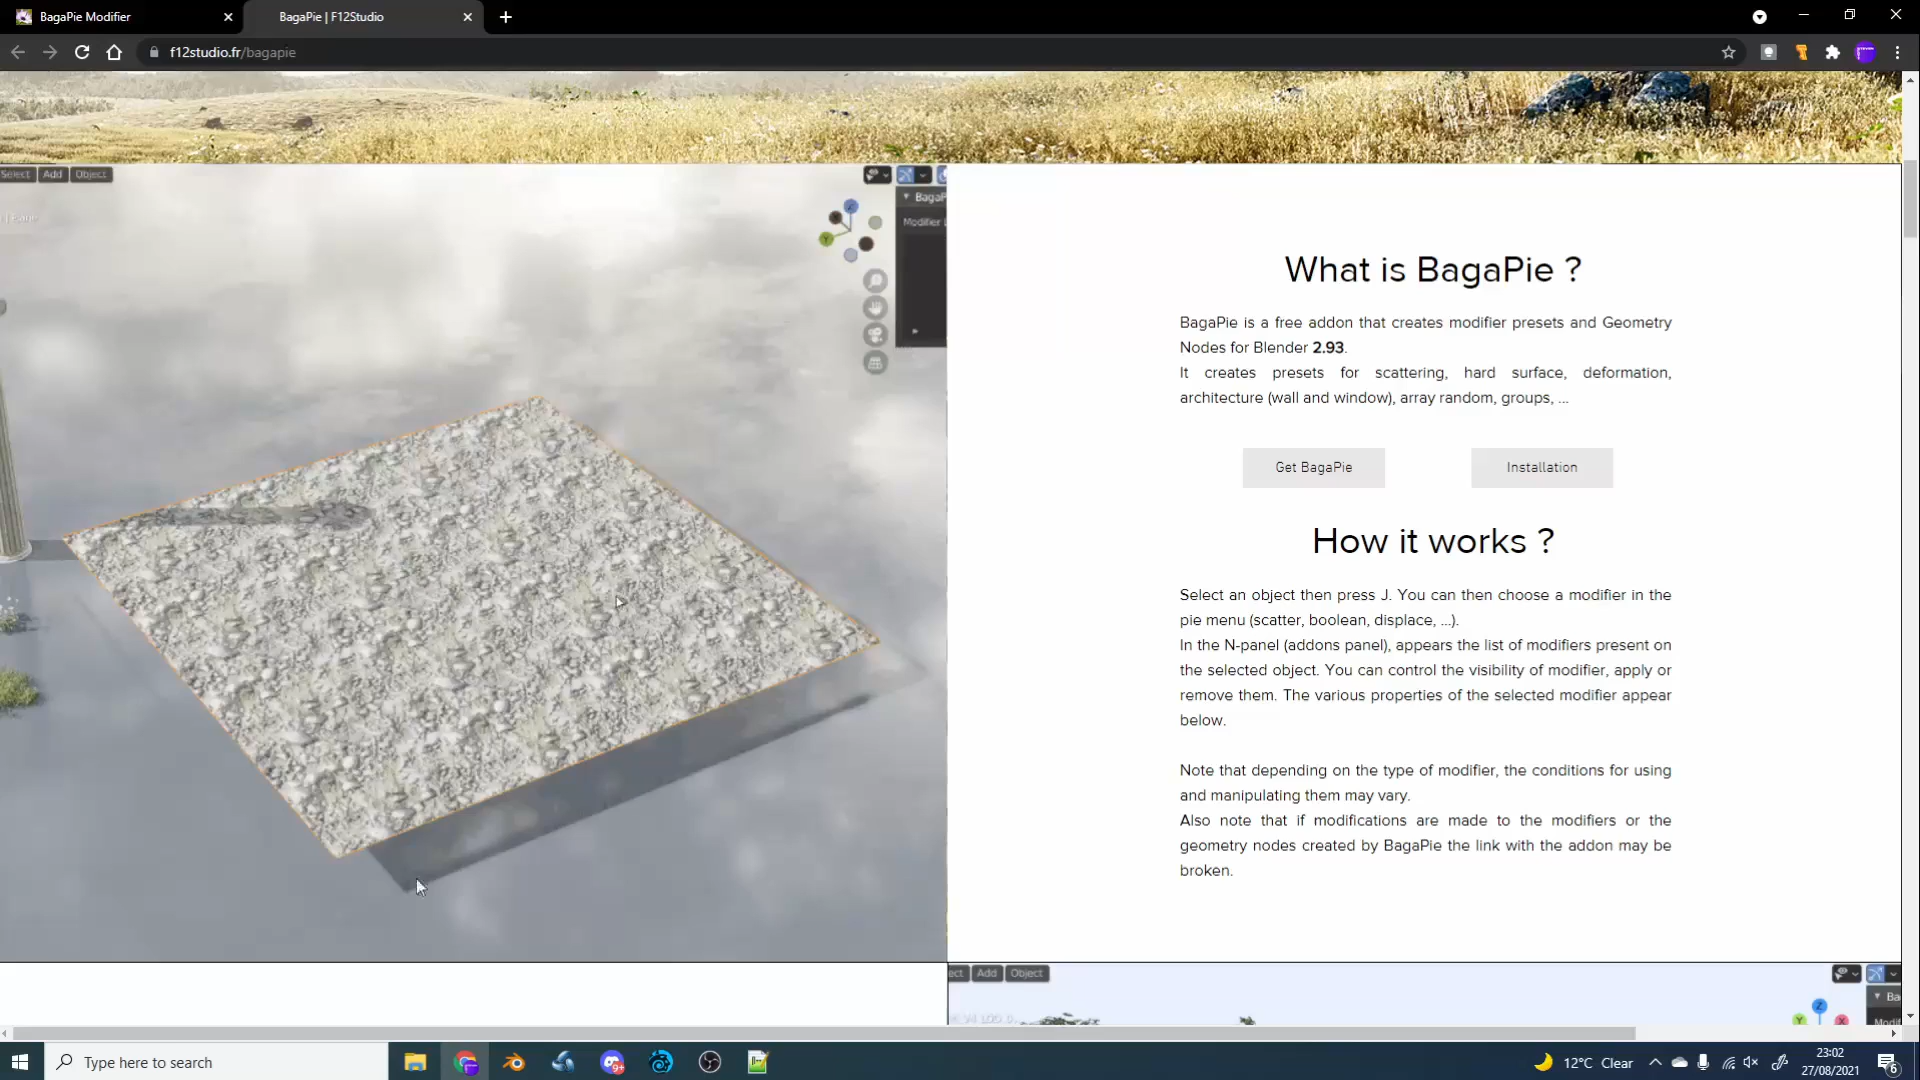 BagaPie Modifier
BagaPie | F12Studio
f12studio.fr/bagapie
Select Add Object
BagaP
Modifier
What is BagaPie ?
BagaPie is a free addon that creates modifier presets and Geometry
Nodes for Blender 2.93.
It creates presets for scattering, hard surface, deformation,
architecture (wall and window), array random, groups, ...
Get BagaPie
Installation
How it works ?
Select an object then press J. You can then choose a modifier in the
pie menu (scatter, boolean, displace, ...).
In the N-panel (addons panel), appears the list of modifiers present on
the selected object. You can control the visibility of modifier, apply or
remove them. The various properties of the selected modifier appear
below.
Note that depending on the type of modifier, the conditions for using
and manipulating them may vary.
Also note that if modifications are made to the modifiers or the
geometry nodes created by BagaPie the link with the addon may be
broken.
ect Add Object
Z
Y
X
Ba
Modif
Type here to search
9+
12°C Clear
23:02
27/08/2021
6